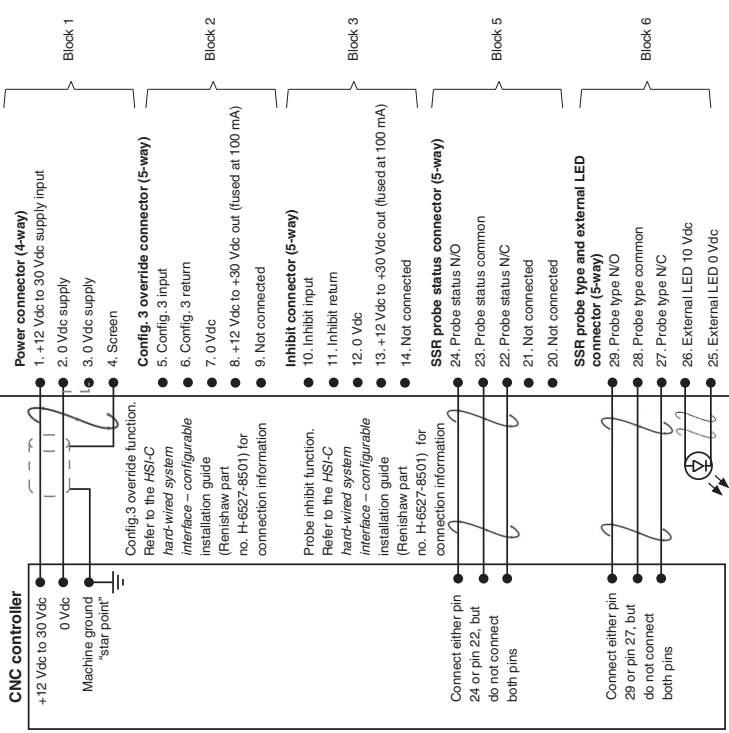 CNC controller
+12 Vdc to 30 Vdc
0 Vdc
Machine ground
"star point"
Power connector (4-way)
1. +12 Vdc to 30 Vdc supply input
2. 0 Vdc supply
3. 0 Vdc supply
4. Screen
Block 1
Config.3 override function.
Refer to the HSI-C
hard-wired system
interface – configurable
installation guide
(Renishaw part
no. H-6527-8501) for
connection information
Config. 3 override connector (5-way)
5. Config. 3 input
6. Config. 3 return
7. 0 Vdc
8. +12 Vdc to +30 Vdc out (fused at 100 mA)
9. Not connected
Block 2
Probe inhibit function.
Refer to the HSI-C
hard-wired system
interface – configurable
installation guide
(Renishaw part
no. H-6527-8501) for
connection information
Inhibit connector (5-way)
10. Inhibit input
11. Inhibit return
12. 0 Vdc
13. +12 Vdc to +30 Vdc out (fused at 100 mA)
14. Not connected
Block 3
Connect either pin
24 or pin 22, but
do not connect
both pins
SSR probe status connector (5-way)
24. Probe status N/O
23. Probe status common
22. Probe status N/C
21. Not connected
20. Not connected
Block 5
Connect either pin
29 or pin 27, but
do not connect
both pins
SSR probe type and external LED
connector (5-way)
29. Probe type N/O
28. Probe type common
27. Probe type N/C
26. External LED 10 Vdc
25. External LED 0 Vdc
Block 6